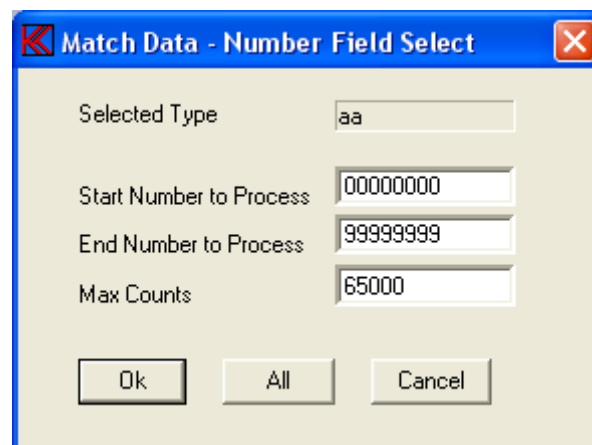 Match Data - Number Field Select
Selected Type aa
Start Number to Process 00000000
End Number to Process 99999999
Max Counts 65000
Ok All Cancel